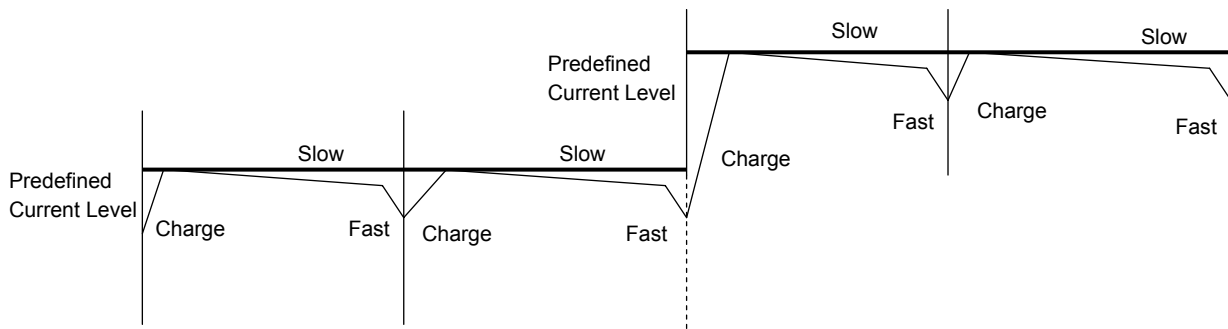 Slow
Slow
Predefined
Current Level
Fast
Charge
Fast
Charge
Slow
Slow
Predefined
Current Level
Charge
Fast
Charge
Fast